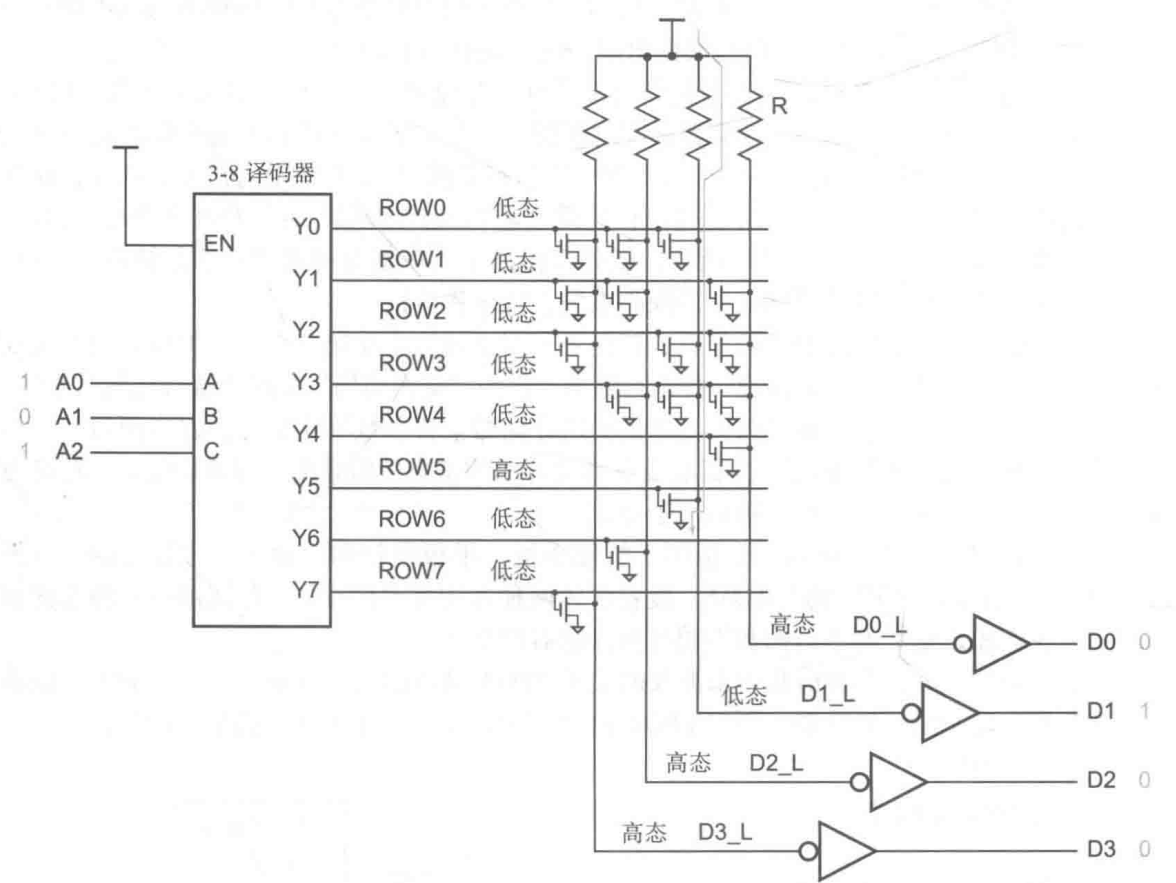 R
3-8 译码器
EN
Y0 ROW0 低态
Y1 ROW1 低态
Y2 ROW2 低态
1 A0 A Y3 ROW3 低态
0 A1 B Y4 ROW4 低态
1 A2 C Y5 ROW5 高态
Y6 ROW6 低态
Y7 ROW7 低态
高态 D0_L D0 0
低态 D1_L D1 1
高态 D2_L D2 0
高态 D3_L D3 0